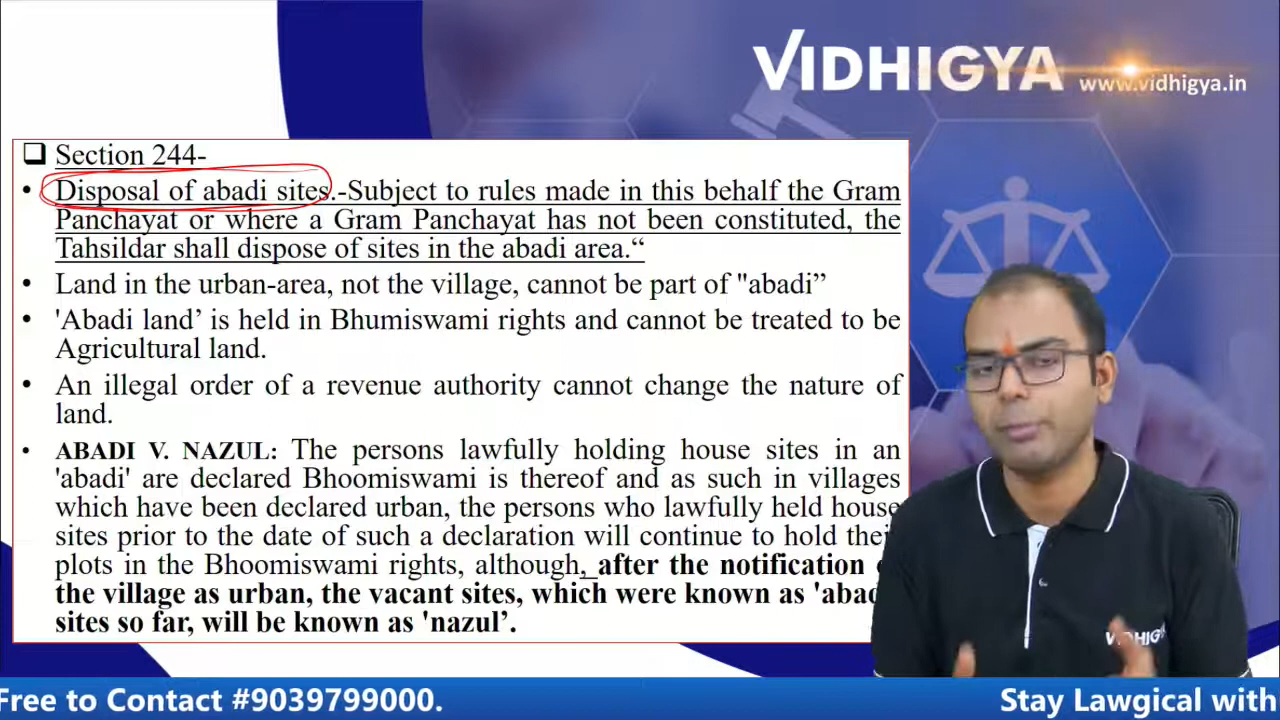 VIDHIGYA
www.vidhigya.in
Section 244-
• Disposal of abadi sites.-Subject to rules made in this behalf the Gram
Panchayat or where a Gram Panchayat has not been constituted, the
Tahsildar shall dispose of sites in the abadi area.“
• Land in the urban-area, not the village, cannot be part of "abadi”
• 'Abadi land’ is held in Bhumiswami rights and cannot be treated to be
Agricultural land.
• An illegal order of a revenue authority cannot change the nature of
land.
• ABADI V. NAZUL: The persons lawfully holding house sites in an
'abadi' are declared Bhoomiswami is thereof and as such in villages
which have been declared urban, the persons who lawfully held house
sites prior to the date of such a declaration will continue to hold their
plots in the Bhoomiswami rights, although, after the notification
the village as urban, the vacant sites, which were known as
sites so far, will be known as 'nazul’.
VIDHIGYA
Free to Contact #9039799000.
Stay Lawgical with